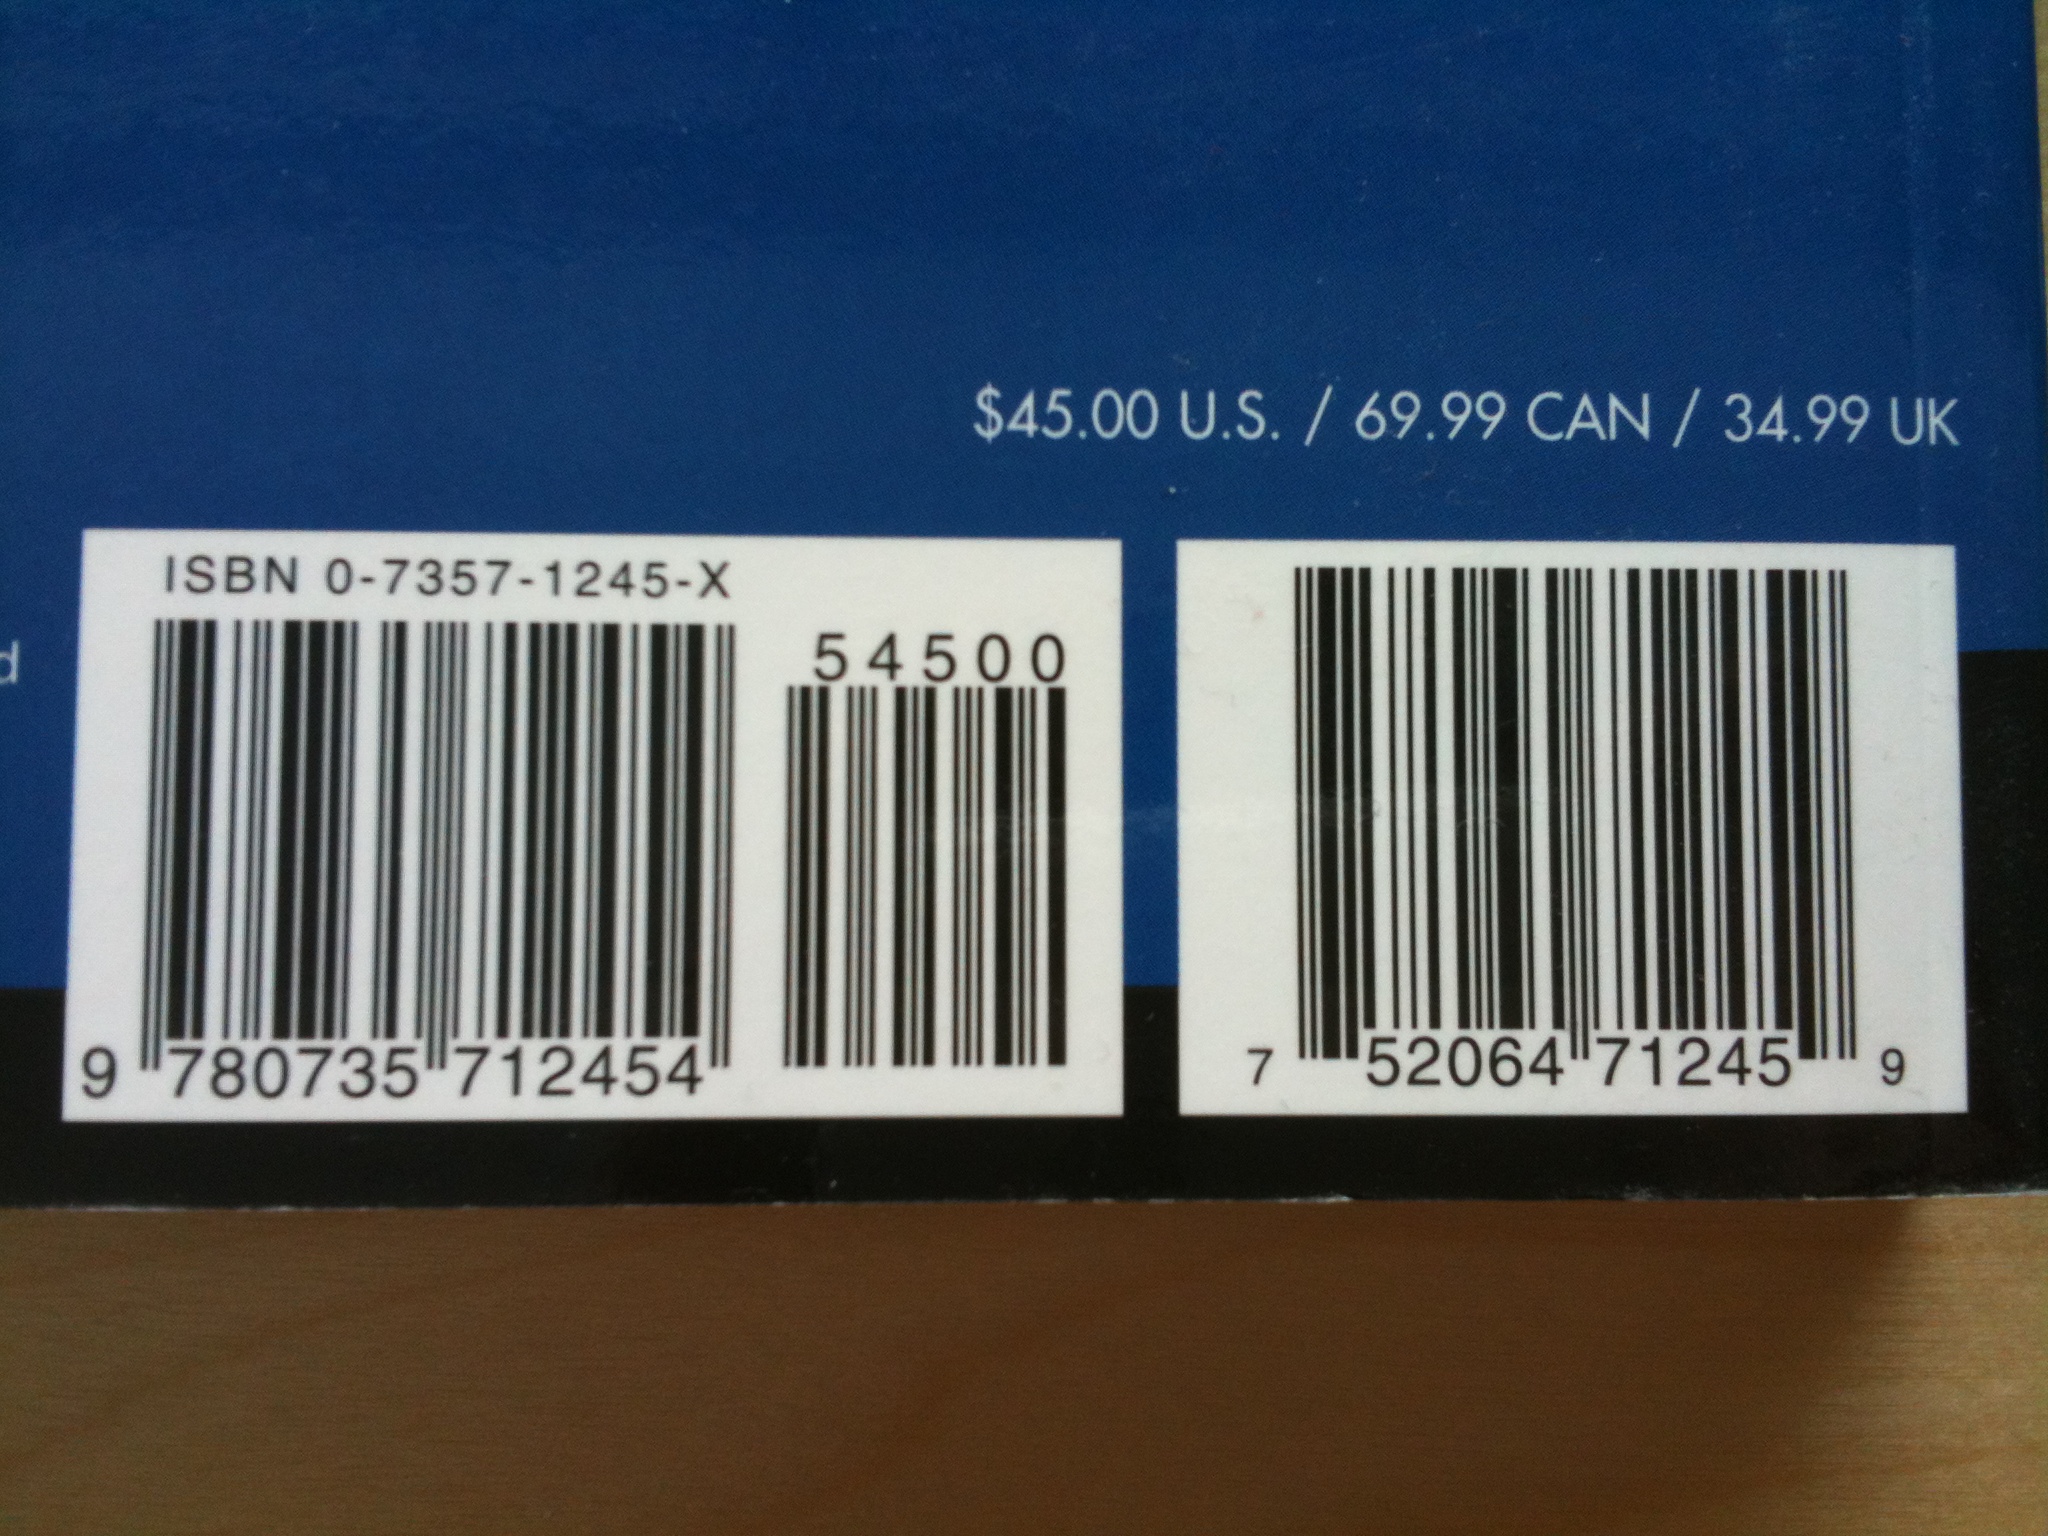 $45.00 U.S. / 69.99 CAN / 34.99 UK
d
ISBN 0-7357-1245-X
54500
9 780735 712454
7 52064 71245 9